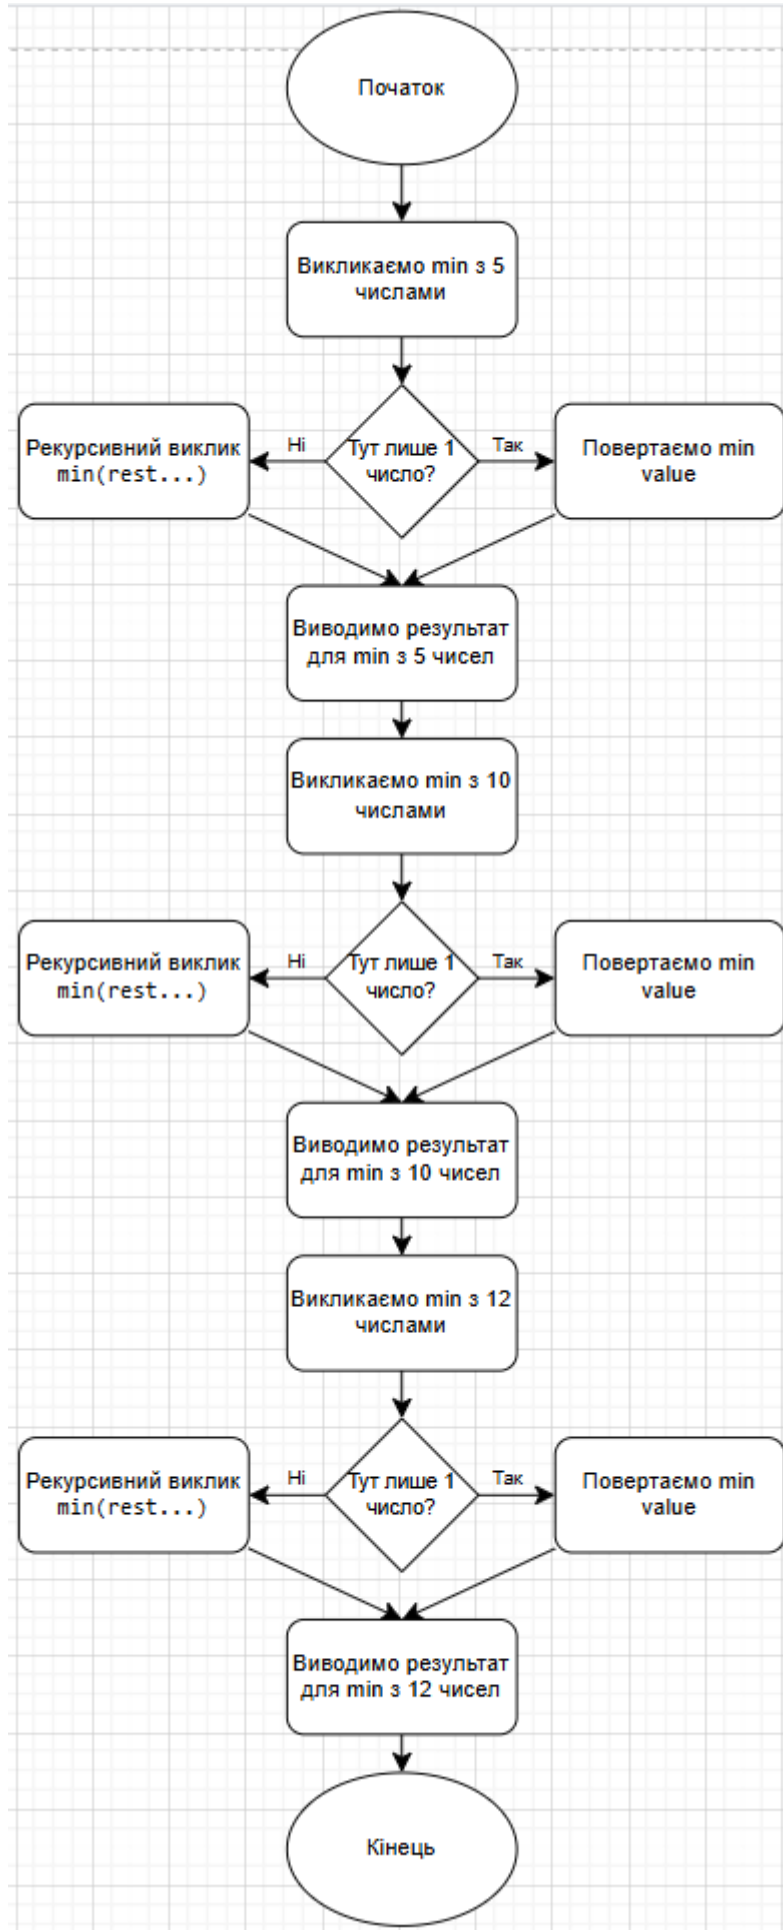 Початок
Викликаємо min з 5
числами
Рекурсивний виклик
min(rest...)
Ні
Тут лише 1
число?
Так
Повертаємо min
value
Виводимо результат
для min з 5 чисел
Викликаємо min з 10
числами
Рекурсивний виклик
min(rest...)
Ні
Тут лише 1
число?
Так
Повертаємо min
value
Виводимо результат
для min з 10 чисел
Викликаємо min з 12
числами
Рекурсивний виклик
min(rest...)
Ні
Тут лише 1
число?
Так
Повертаємо min
value
Виводимо результат
для min з 12 чисел
Кінець